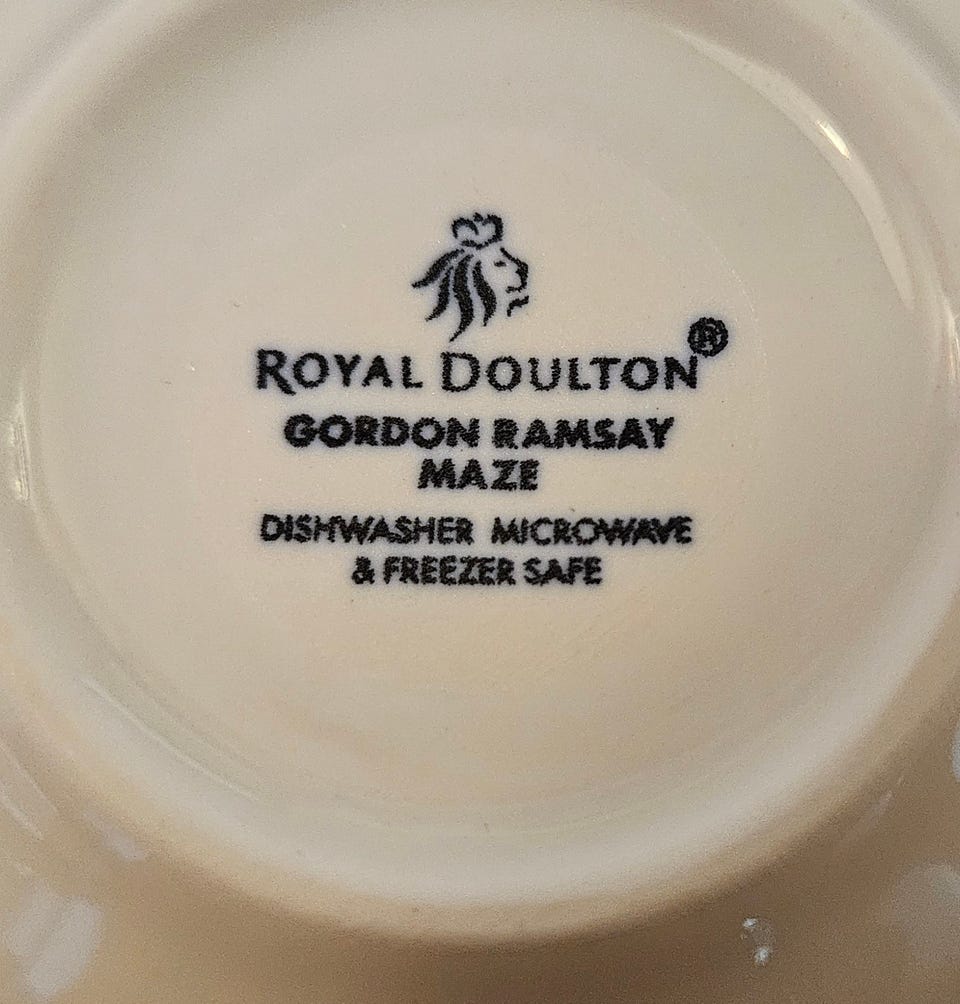 ROYAL DOULTON®
GORDON RAMSAY
MAZE
DISHWASHER MICROWAVE
& FREEZER SAFE